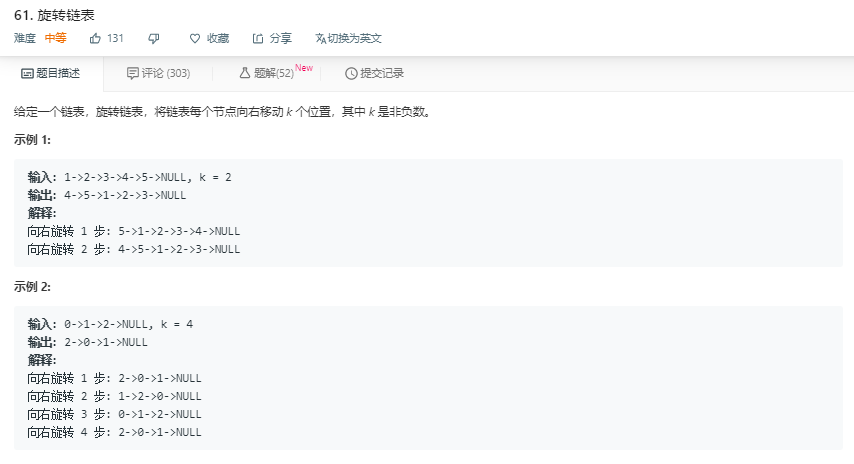 61. 旋转链表
难度 中等 131 收藏 分享 切换为英文
题目描述 评论 (303) 题解(52) New 提交记录
给定一个链表，旋转链表，将链表每个节点向右移动 k 个位置，其中 k 是非负数。
示例 1:
输入: 1->2->3->4->5->NULL, k = 2
输出: 4->5->1->2->3->NULL
解释:
向右旋转 1 步: 5->1->2->3->4->NULL
向右旋转 2 步: 4->5->1->2->3->NULL
示例 2:
输入: 0->1->2->NULL, k = 4
输出: 2->0->1->NULL
解释:
向右旋转 1 步: 2->0->1->NULL
向右旋转 2 步: 1->2->0->NULL
向右旋转 3 步: 0->1->2->NULL
向右旋转 4 步: 2->0->1->NULL